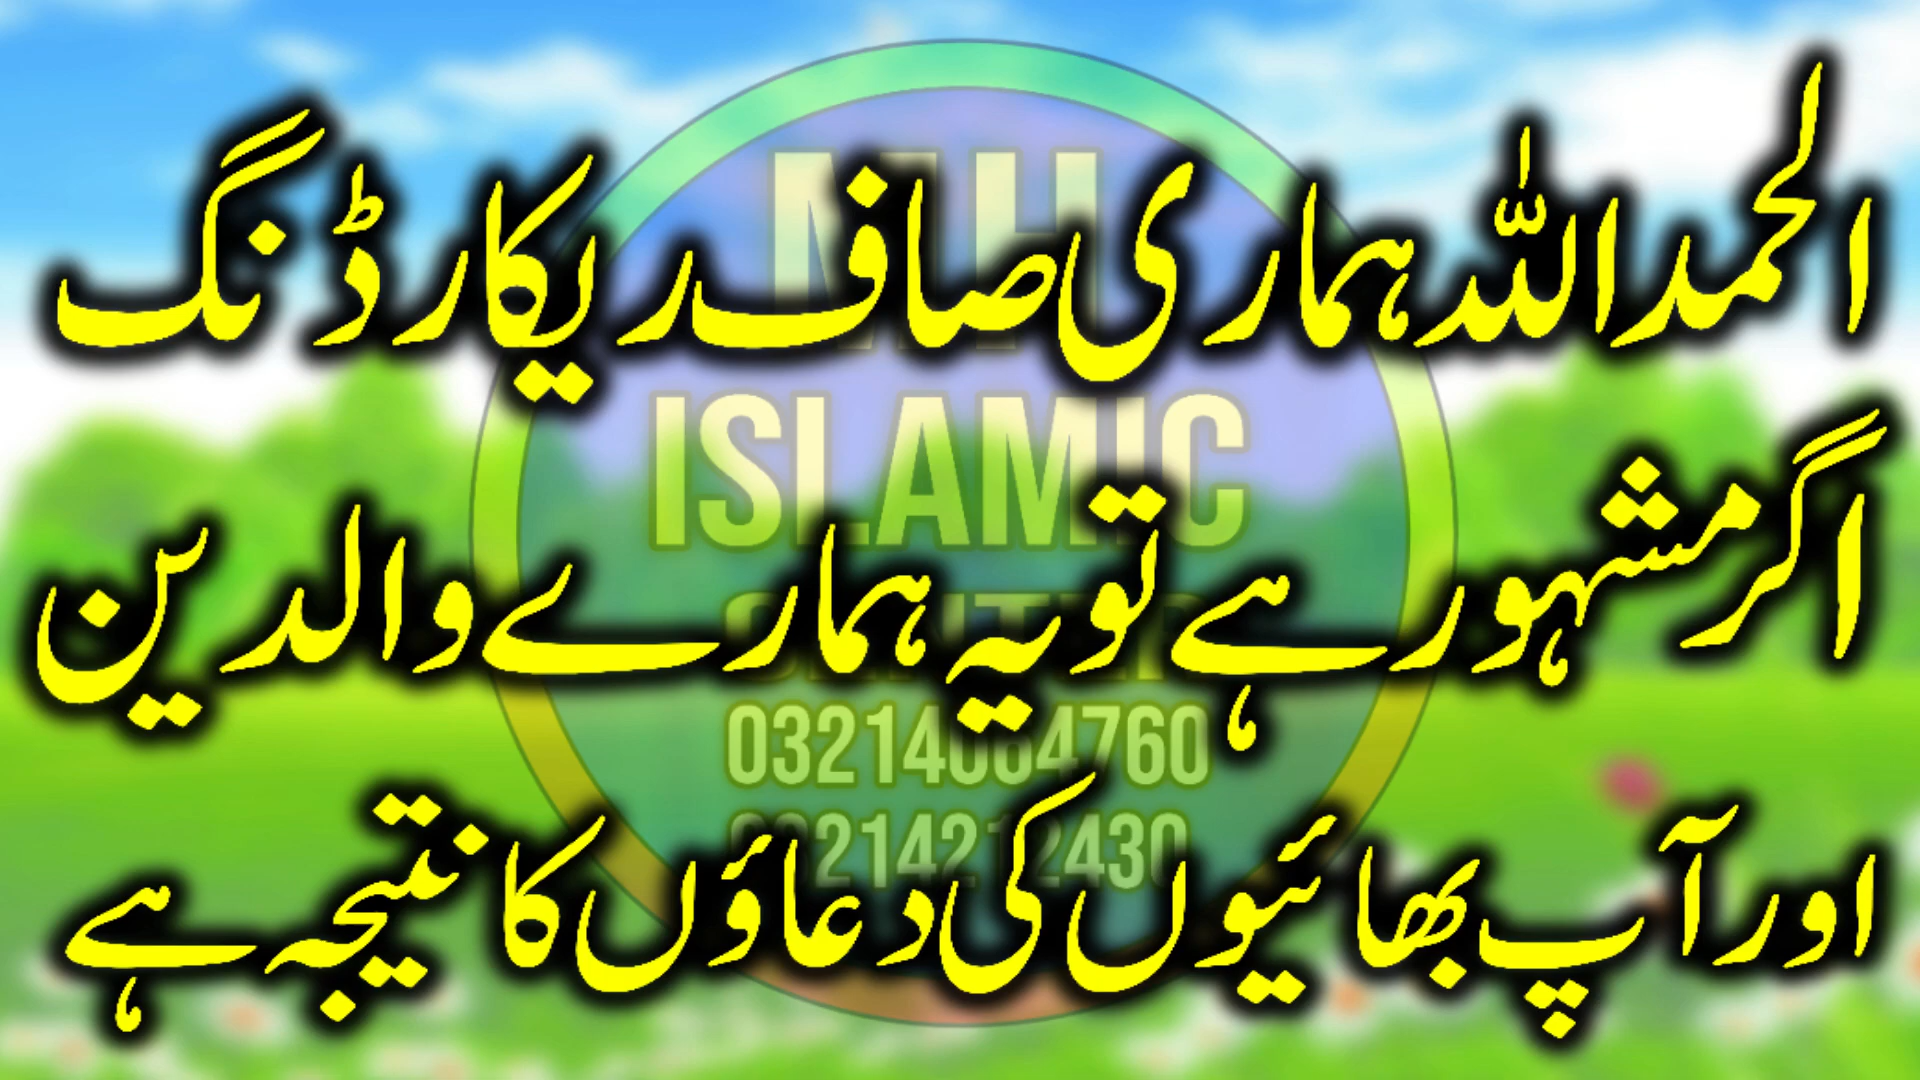 الحمداللہ ہماری صاف ریکارڈنگ
اگر مشہور ہے تو یہ ہمارے والدین
اور آپ بھائیوں کی دعاؤں کا نتیجہ ہے
ISLAMIC
CENTER